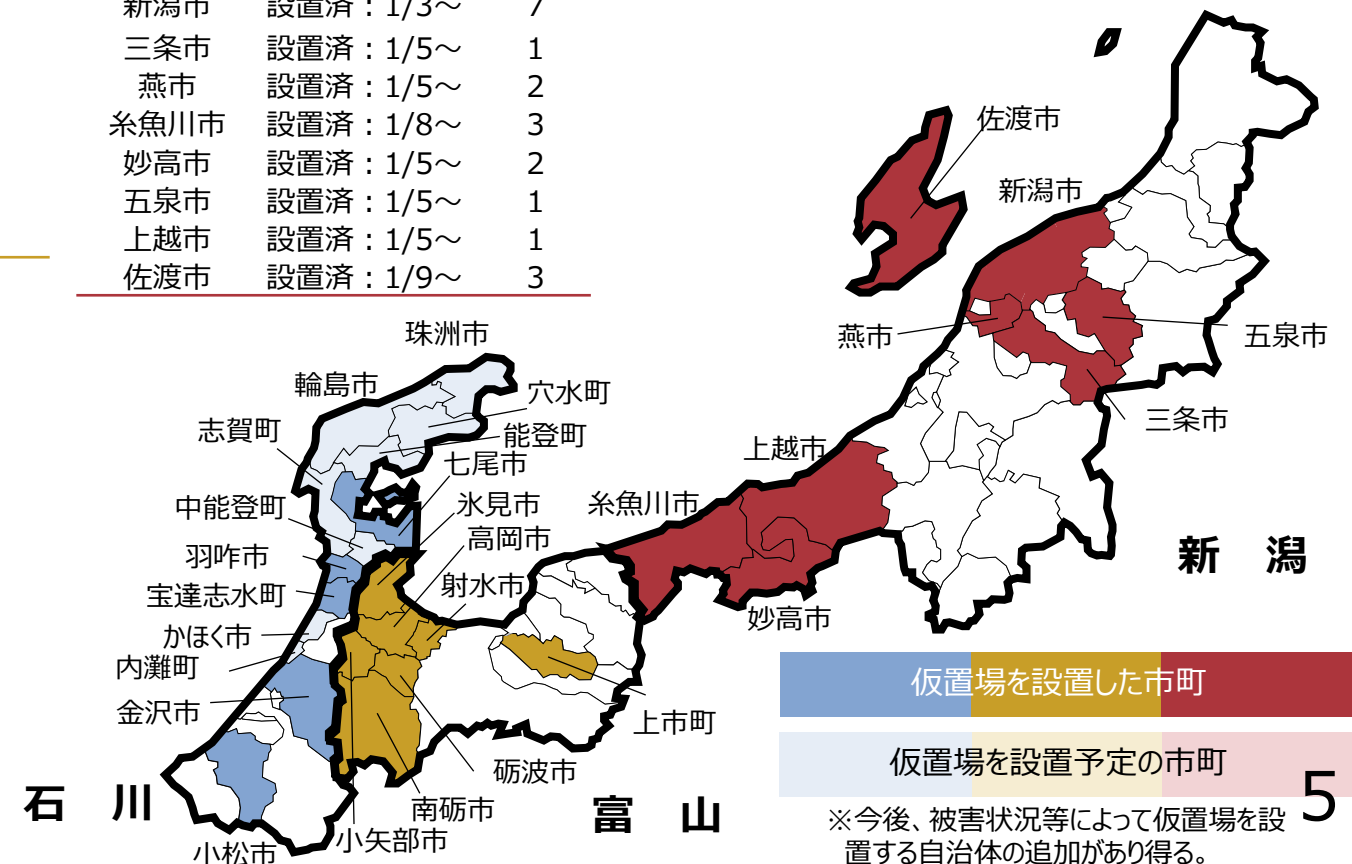 新潟市 設置済：1/3～ 7
三条市 設置済：1/5～ 1
燕市 設置済：1/5～ 2
糸魚川市 設置済：1/8～ 3
妙高市 設置済：1/5～ 2
五泉市 設置済：1/5～ 1
上越市 設置済：1/5～ 1
佐渡市 設置済：1/9～ 3
佐渡市
新潟市
燕市
五泉市
三条市
上越市
糸魚川市
妙高市
新 潟
珠洲市
輪島市
穴水町
志賀町
能登町
七尾市
中能登町
氷見市
高岡市
羽咋市
射水市
宝達志水町
かほく市
内灘町
金沢市
上市町
砺波市
南砺市
小矢部市
小松市
石 川
富 山
仮置場を設置した市町
仮置場を設置予定の市町
※今後、被害状況等によって仮置場を設
置する自治体の追加があり得る。
5